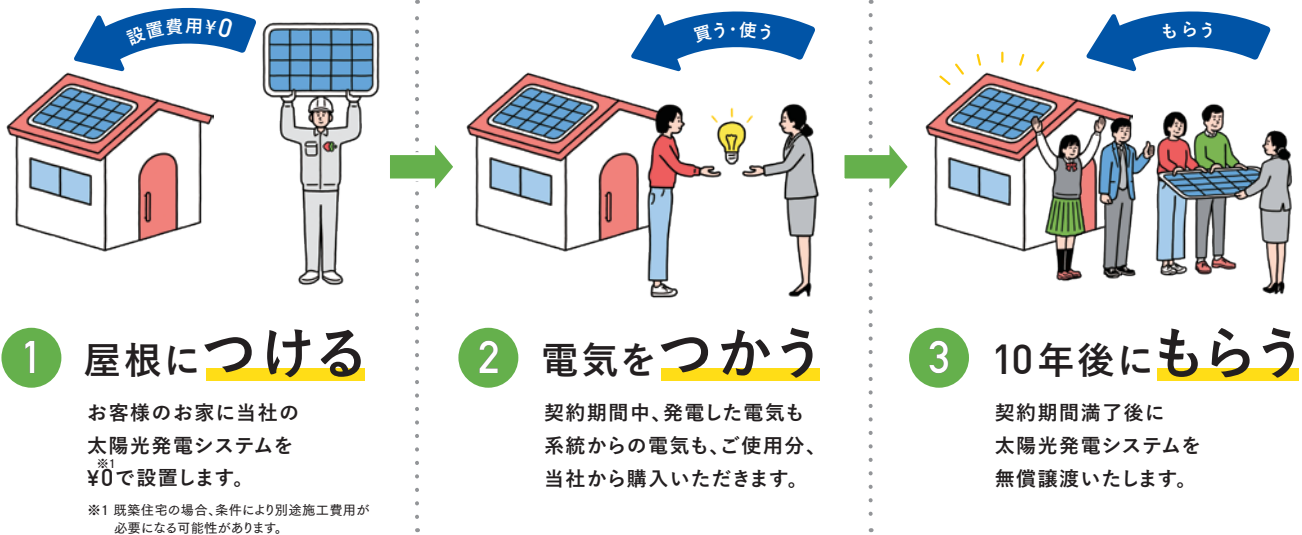 設置費用¥0
買う・使う
もらう
1 屋根につける
お客様のお家に当社の
太陽光発電システムを
¥0※1で設置します。
※1 既築住宅の場合、条件により別途施工費用が
必要になる可能性があります。
2 電気をつかう
契約期間中、発電した電気も
系統からの電気も、ご使用分、
当社から購入いただきます。
3 10年後にもらう
契約期間満了後に
太陽光発電システムを
無償譲渡いたします。